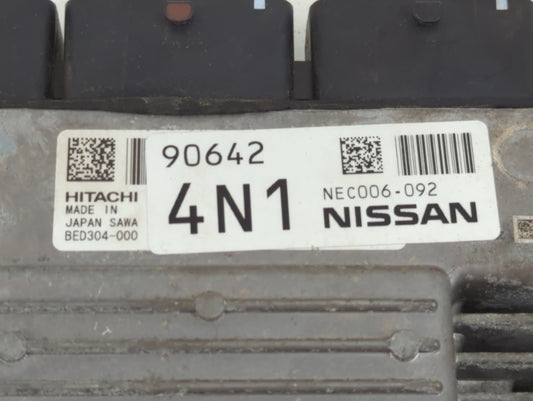 HITACHI
MADE IN
JAPAN SAWA
BED304-000
90642
4N1
NEC006-092
NISSAN